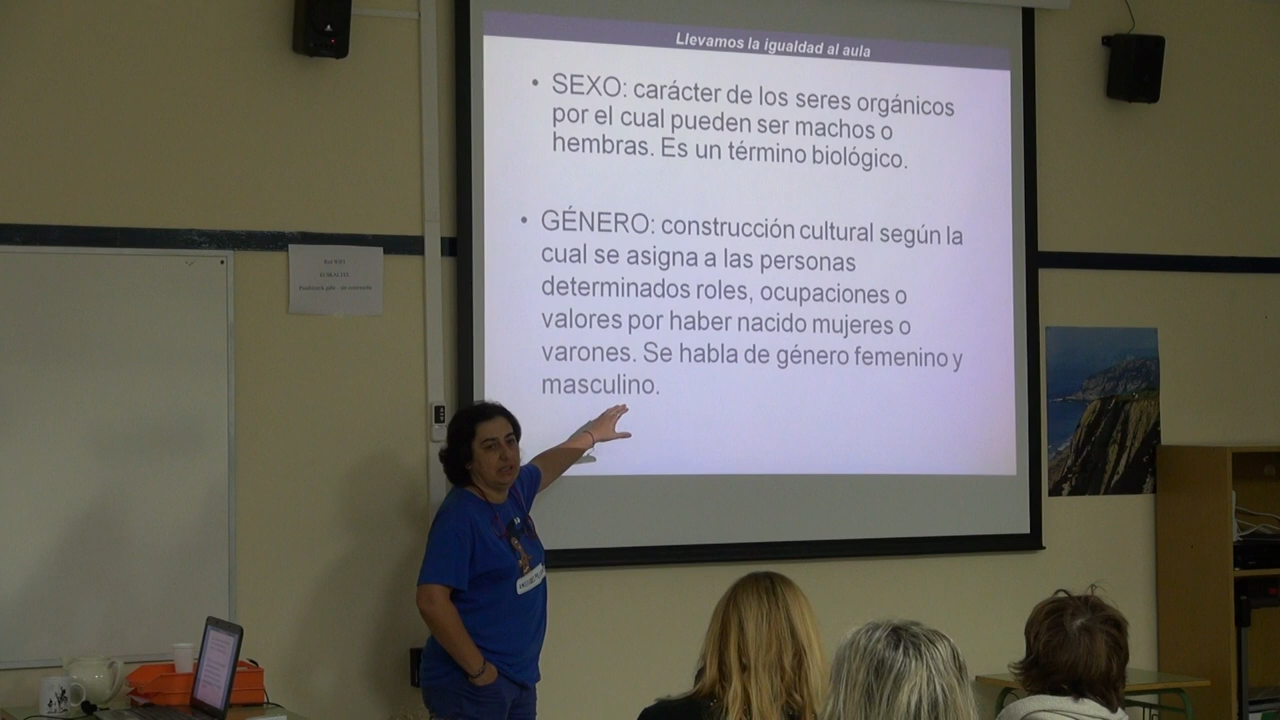 Llevamos la igualdad al aula
• SEXO: carácter de los seres orgánicos
por el cual pueden ser machos o
hembras. Es un término biológico.
• GÉNERO: construcción cultural según la
cual se asigna a las personas
determinados roles, ocupaciones o
valores por haber nacido mujeres o
varones. Se habla de género femenino y
masculino.